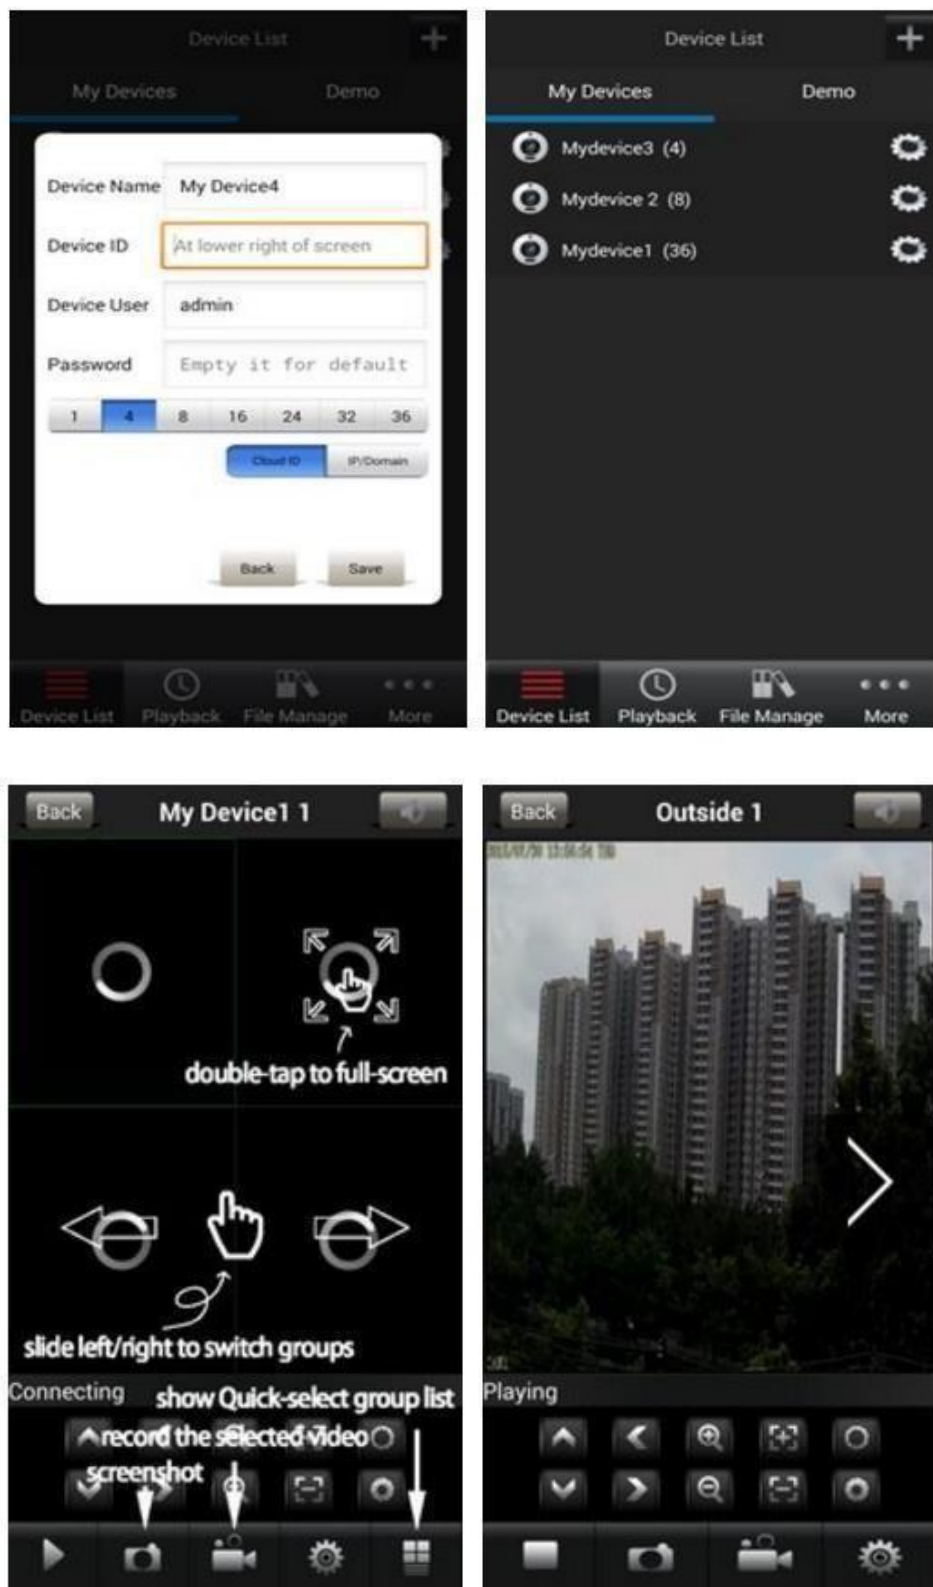 Device List
My Devices Demo
Device Name My Device4
Device ID At lower right of screen
Device User admin
Password Empty it for default
1 4 8 16 24 32 36
Cloud ID IP/Domain
Back Save
Device List Playback File Manage More
Device List
My Devices Demo
Mydevice3 (4)
Mydevice 2 (8)
Mydevice1 (36)
Device List Playback File Manage More
Back My Device1 1
double-tap to full-screen
slide left/right to switch groups
Connecting
show Quick-select group list
record the selected video
screenshot
Back Outside 1
Playing